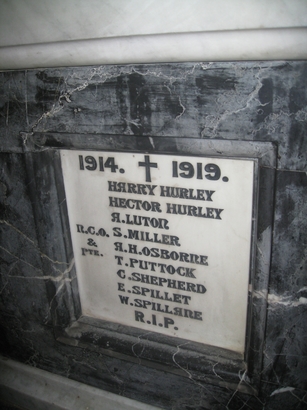 1914. ✝ 1919.
HARRY HURLEY
HECTOR HURLEY
A. LUTON
R.C.O. S. MILLER
& A.H. OSBORNE
PTE. T. PUTTOCK
C. SHEPHERD
E. SPILLET
W. SPILLANE
R.I.P.